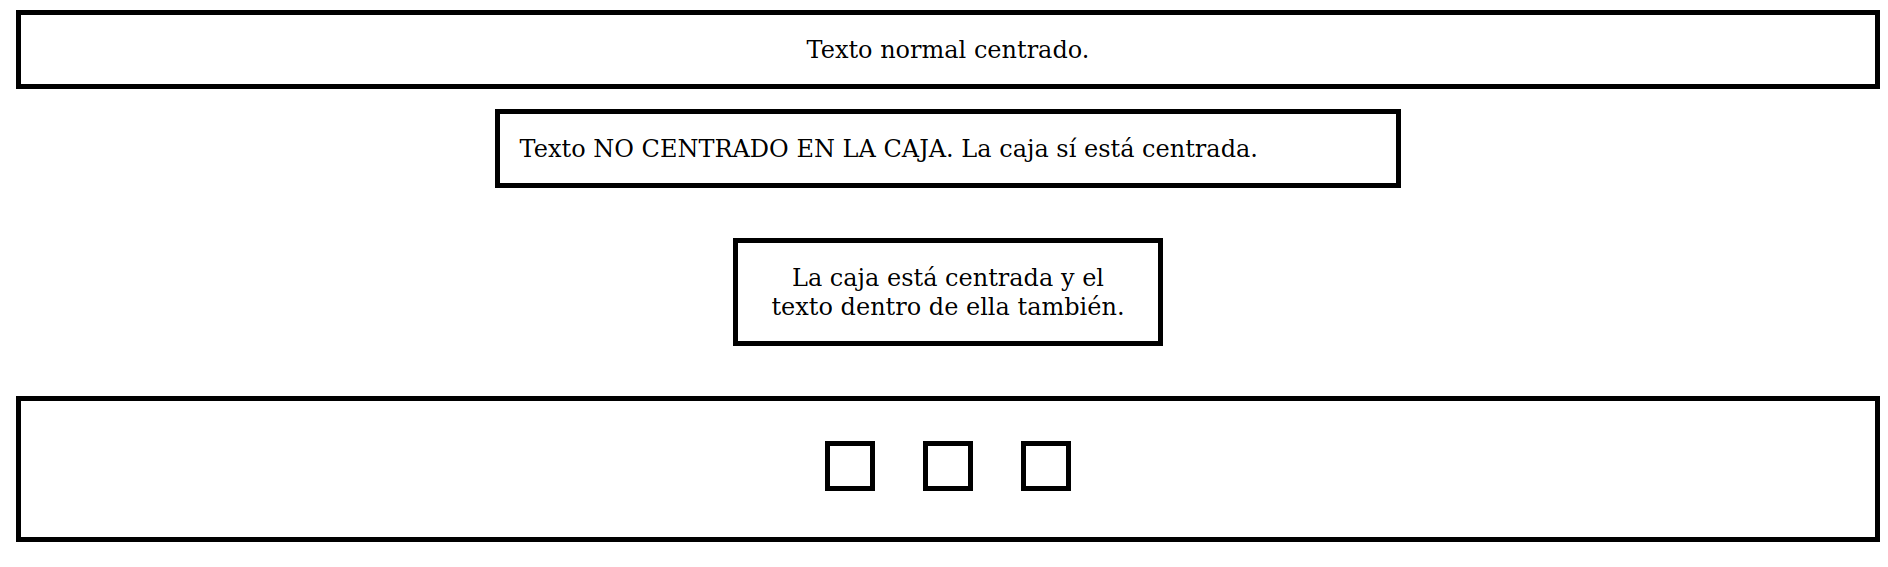 Texto normal centrado.
Texto NO CENTRADO EN LA CAJA. La caja sí está centrada.
La caja está centrada y el
texto dentro de ella también.